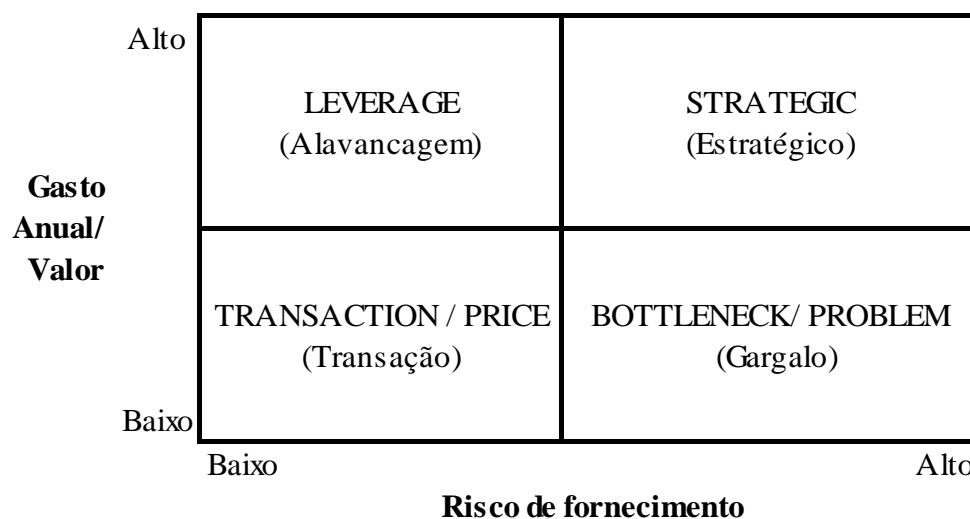 Alto
LEVERAGE
(Alavancagem)
STRATEGIC
(Estratégico)
Gasto
Anual/
Valor
TRANSACTION / PRICE
(Transação)
BOTTLENECK/ PROBLEM
(Gargalo)
Baixo
Baixo
Alto
Risco de fornecimento